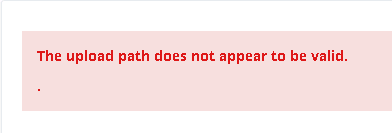 The upload path does not appear to be valid.
.